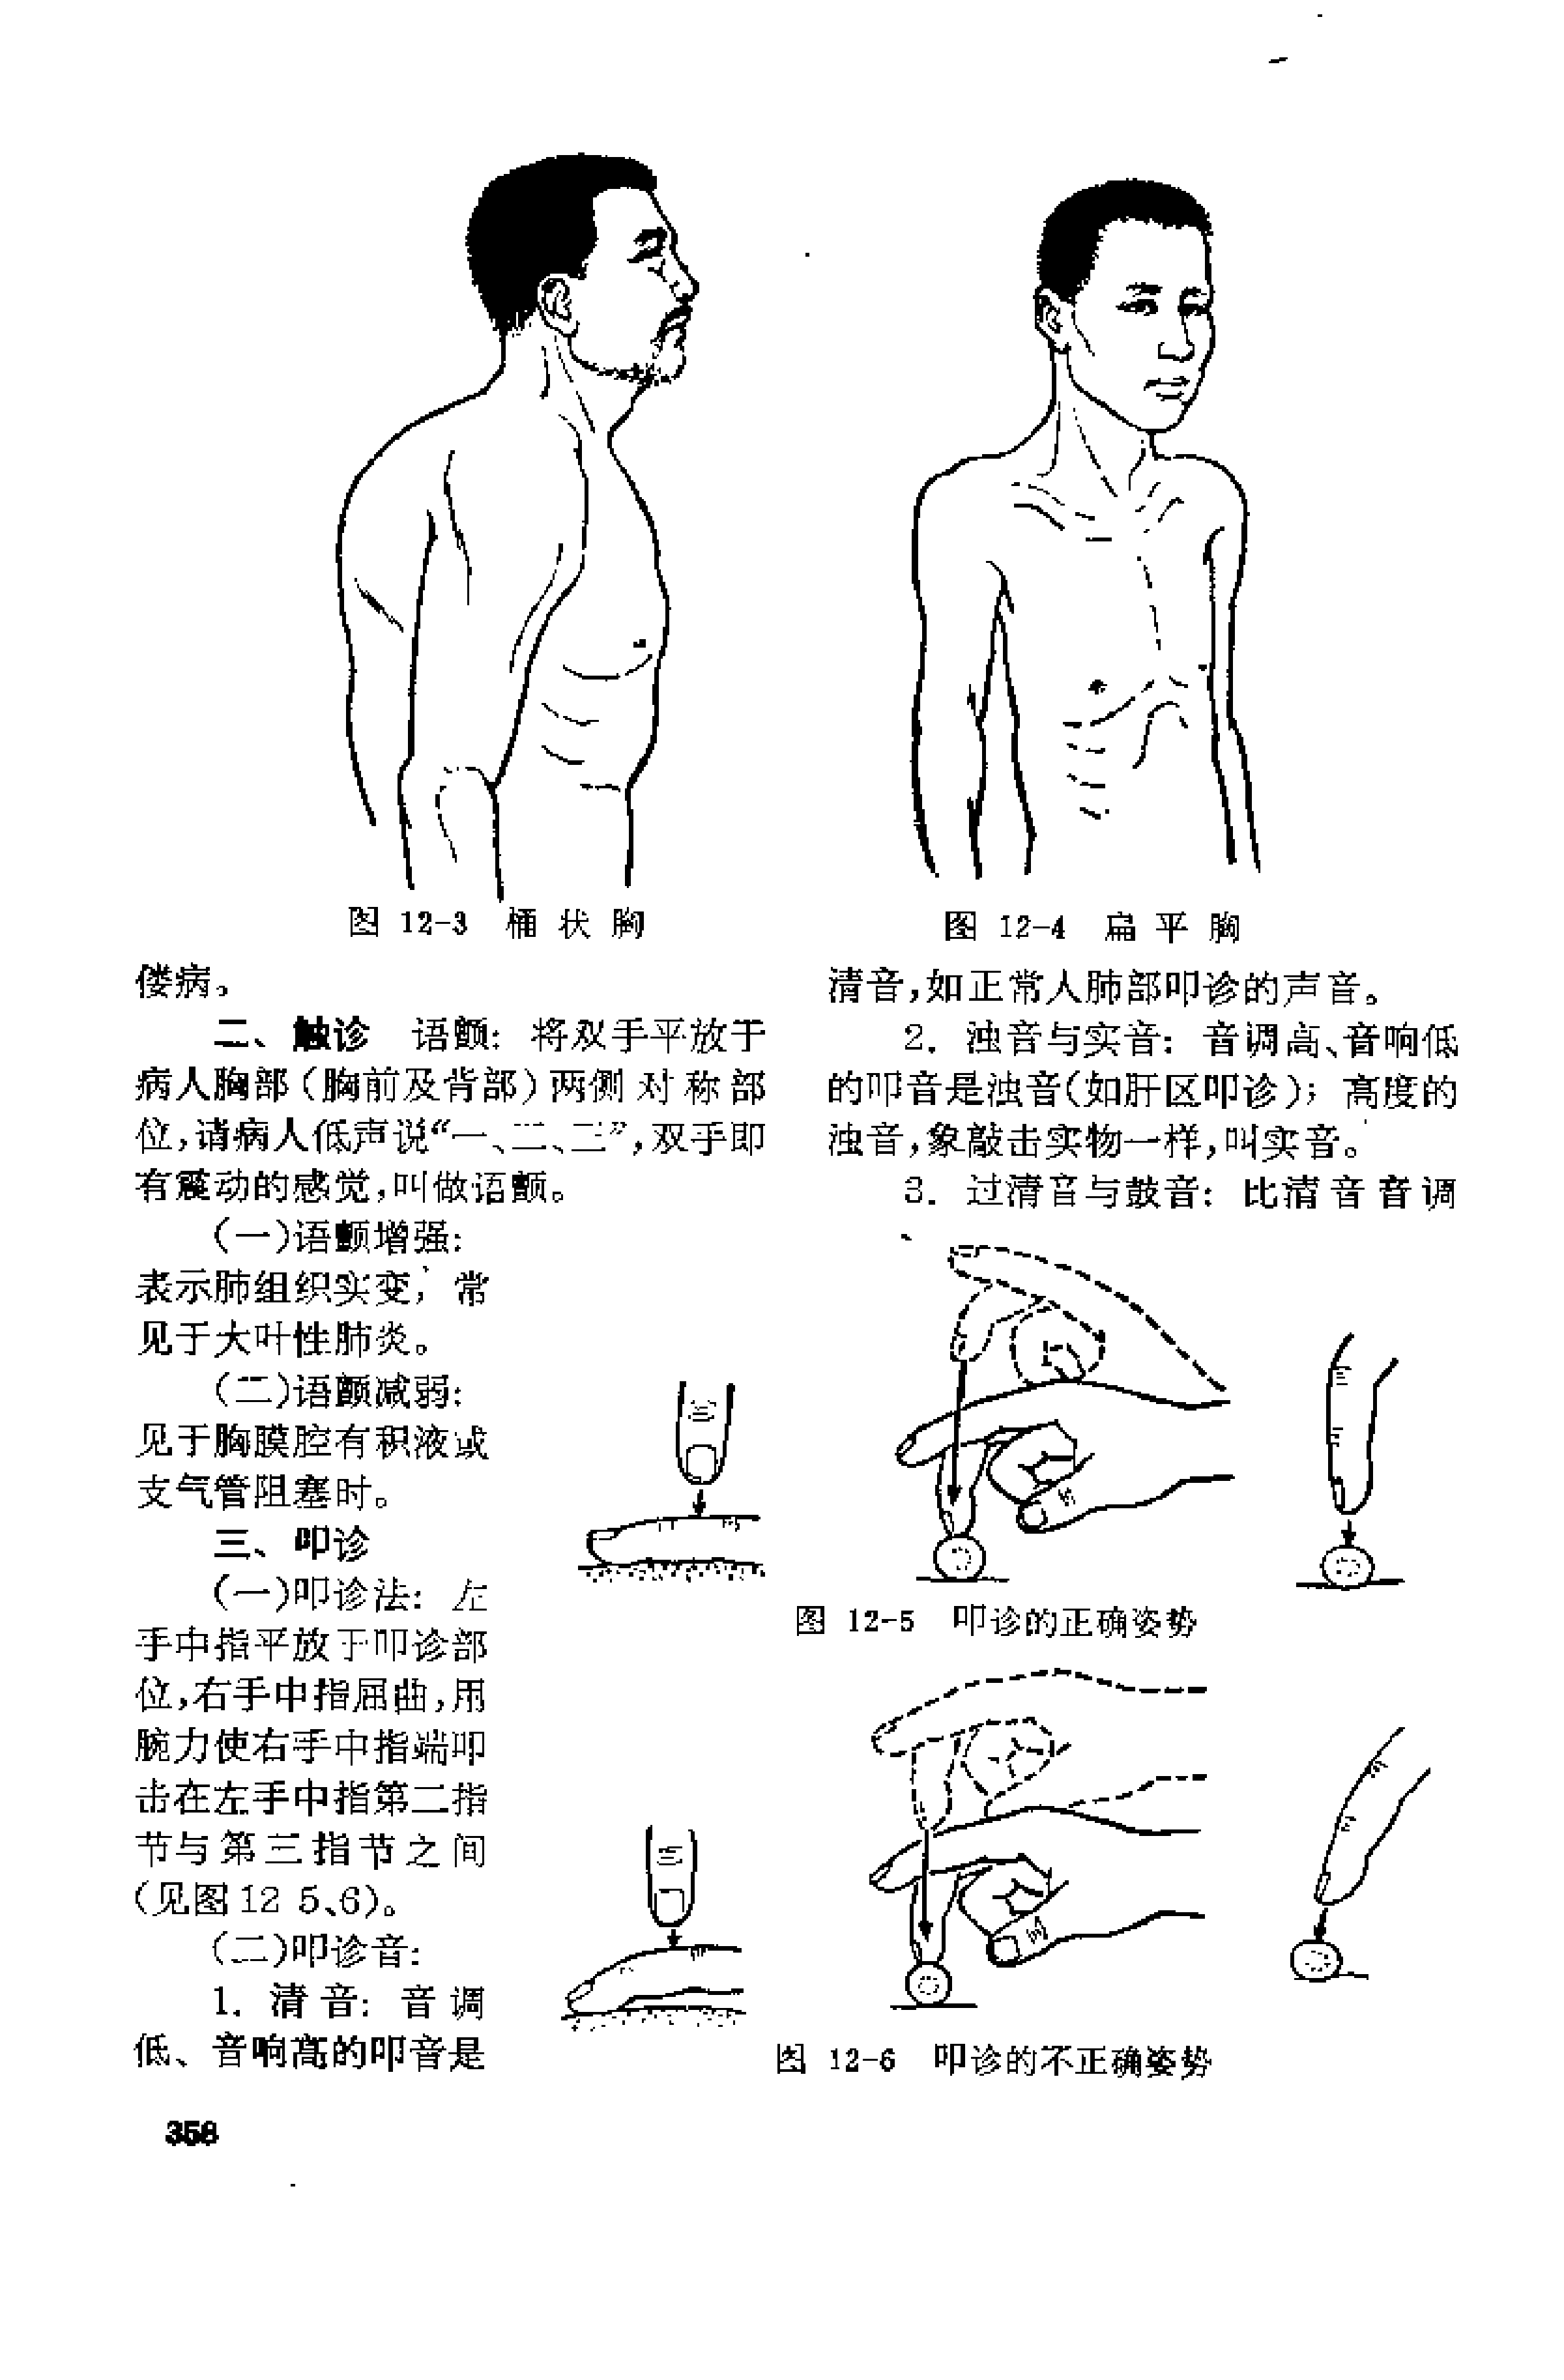 图 12-3 桶状胸
图 12-4 扁平胸
偻病。
二、触诊 语颤：将双手平放于
病人胸部（胸前及背部）两侧对称部
位，请病人低声说“一、二、三”，双手即
有震动的感觉，叫做语颤。
（一）语颤增强：
表示肺组织实变，常
见于大叶性肺炎。
（二）语颤减弱：
见于胸膜腔有积液或
支气管阻塞时。
三、叩诊
（一）叩诊法：左
手中指平放于叩诊部
位，右手中指屈曲，用
腕力使右手中指端叩
击在左手中指第二指
节与第三指节之间
（见图 12 5、6）。
（二）叩诊音：
1. 清音：音调
低、音响高的叩音是
清音，如正常人肺部叩诊的声音。
2. 浊音与实音：音调高、音响低
的叩音是浊音（如肝区叩诊）；高度的
浊音，象敲击实物一样，叫实音。
3. 过清音与鼓音：比清音音调
图 12-5 叩诊的正确姿势
图 12-6 叩诊的不正确姿势
358